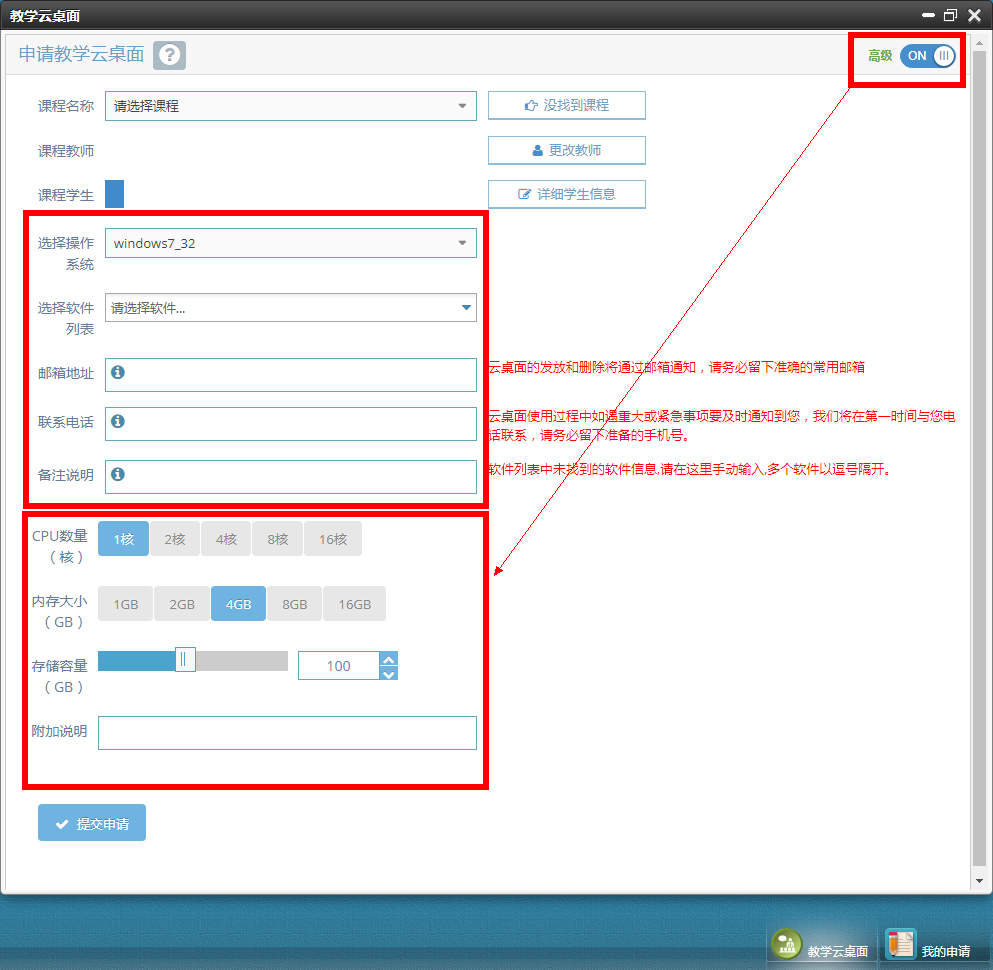 教学云桌面
申请教学云桌面 ?
高级 ON
课程名称 请选择课程 没找到课程
课程教师 更改教师
课程学生 详细学生信息
选择操作 windows7_32
系统
选择软件 请选择软件...
列表
邮箱地址 云桌面的发放和删除将通过邮箱通知，请务必留下准确的常用邮箱
联系电话 云桌面使用过程中如遇重大或紧急事项要及时通知到您，我们将在第一时间与您电
话联系，请务必留下准备的手机号。
备注说明 软件列表中未找到的软件信息,请在这里手动输入,多个软件以逗号隔开。
CPU数量 1核 2核 4核 8核 16核
（核）
内存大小 1GB 2GB 4GB 8GB 16GB
（GB）
存储容量 100
（GB）
附加说明
提交申请
教学云桌面 我的申请